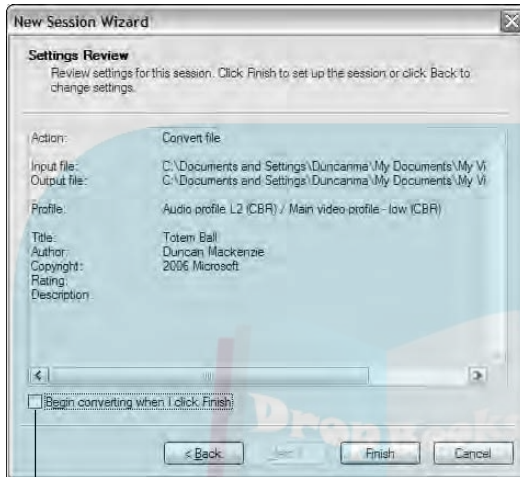 New Session Wizard
Settings Review
Review settings for this session. Click Finish to set up the session or click Back to
change settings.
Action: Convert file
Input file: C:\Documents and Settings\Duncanma\My Documents\My Vi
Output file: C:\Documents and Settings\Duncanma\My Documents\My Vi
Profile: Audio profile L2 (CBR) / Main video profile - low (CBR)
Title: Totem Ball
Author: Duncan Mackenzie
Copyright: 2006 Microsoft
Rating:
Description:
Begin converting when I click Finish
< Back Finish Cancel